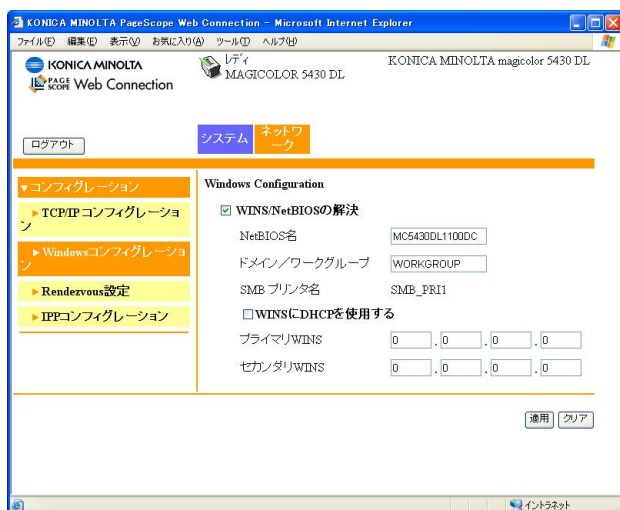 KONICA MINOLTA PageScope Web Connection - Microsoft Internet Explorer
ファイル(F) 編集(E) 表示(V) お気に入り(A) ツール(T) ヘルプ(H)
KONICA MINOLTA
PAGE SCOPE Web Connection
レディ
MAGICOLOR 5430 DL
KONICA MINOLTA magicolor 5430 DL
ログアウト
システム
ネットワ
ーク
▼コンフィグレーション
▶TCP/IPコンフィグレーショ
ン
▶Windowsコンフィグレーショ
ン
▶Rendezvous設定
▶IPPコンフィグレーション
Windows Configuration
WINS/NetBIOSの解決
NetBIOS名 MC5430DL1100DC
ドメイン／ワークグループ WORKGROUP
SMB プリンタ名 SMB_PRI1
WINSにDHCPを使用する
プライマリWINS 0 . 0 . 0 . 0
セカンダリWINS 0 . 0 . 0 . 0
適用 クリア
イントラネット